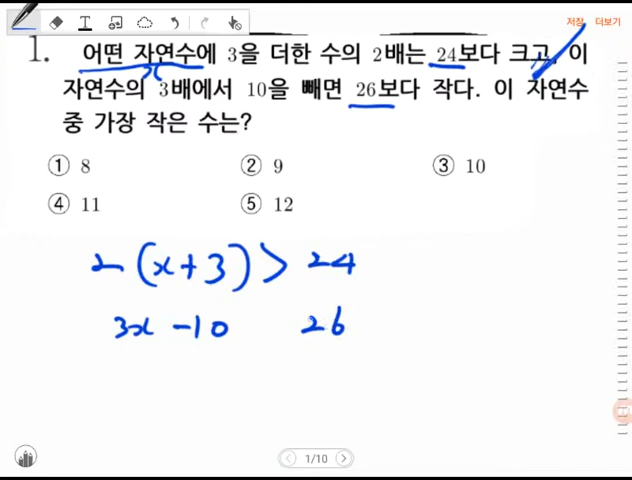 저장 더보기
1. 어떤 자연수에 3을 더한 수의 2배는 24보다 크고, 이
x
자연수의 3배에서 10을 빼면 26보다 작다. 이 자연수
중 가장 작은 수는?
① 8 ② 9 ③ 10
④ 11 ⑤ 12
2(x+3) > 24
3x -10 26
1/10